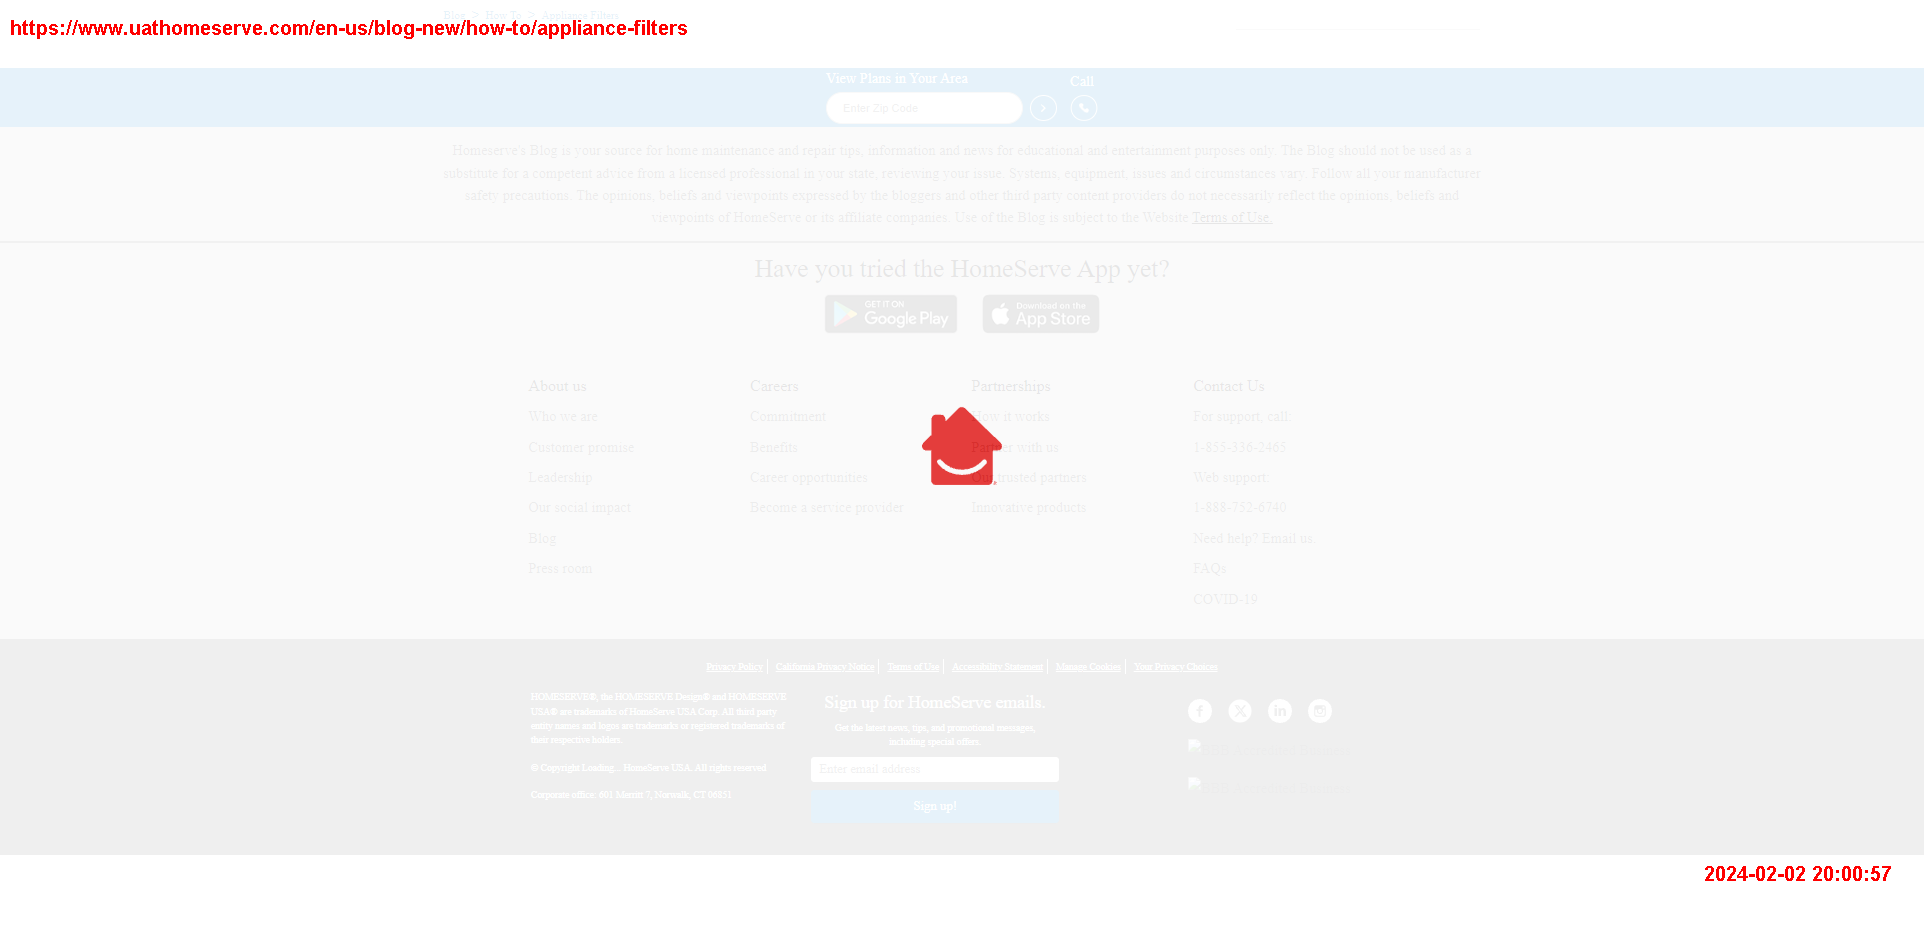 Blog > How To > Appliance Filters
https://www.uathomeserve.com/en-us/blog-new/how-to/appliance-filters
View Plans in Your Area
Call
Enter Zip Code
Homeserve's Blog is your source for home maintenance and repair tips, information and news for educational and entertainment purposes only. The Blog should not be used as a
substitute for a competent advice from a licensed professional in your state, reviewing your issue. Systems, equipment, issues and circumstances vary. Follow all your manufacturer
safety precautions. The opinions, beliefs and viewpoints expressed by the bloggers and other third party content providers do not necessarily reflect the opinions, beliefs and
viewpoints of HomeServe or its affiliate companies. Use of the Blog is subject to the Website Terms of Use.
Have you tried the HomeServe App yet?
GET IT ON
Google Play
Download on the
App Store
About us
Who we are
Customer promise
Leadership
Our social impact
Blog
Press room
Careers
Commitment
Benefits
Career opportunities
Become a service provider
Partnerships
How it works
Partner with us
Our trusted partners
Innovative products
Contact Us
For support, call
1-855-336-2465
Web support:
1-888-752-6740
Need help? Email us
FAQs
COVID-19
Privacy Policy
California Privacy Notice
Terms of Use
Accessibility Statement
Manage Cookies
Your Privacy Choices
HOMESERVE®, the HOMESERVE Design® and HOMESERVE
USA® are trademarks of HomeServe USA Corp. All third party
entity names and logos are trademarks or registered trademarks of
their respective holders.
© Copyright Loading... HomeServe USA. All rights reserved
Corporate office: 601 Merritt 7, Norwalk, CT 06851
Sign up for HomeServe emails.
Get the latest news, tips, and promotional messages,
including special offers.
Enter email address
Sign up!
2024-02-02 20:00:57